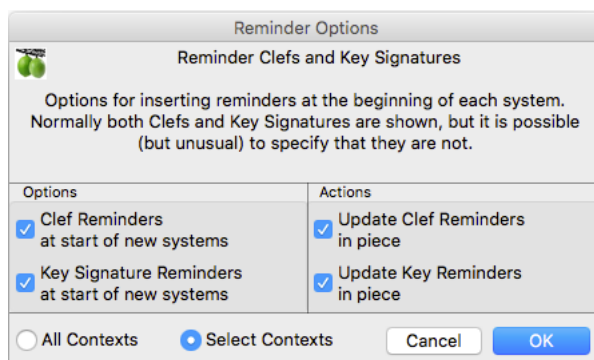 Reminder Options
Reminder Clefs and Key Signatures
Options for inserting reminders at the beginning of each system.
Normally both Clefs and Key Signatures are shown, but it is possible
(but unusual) to specify that they are not.
Options
Actions
Clef Reminders
at start of new systems
Update Clef Reminders
in piece
Key Signature Reminders
at start of new systems
Update Key Reminders
in piece
All Contexts
Select Contexts
Cancel
OK